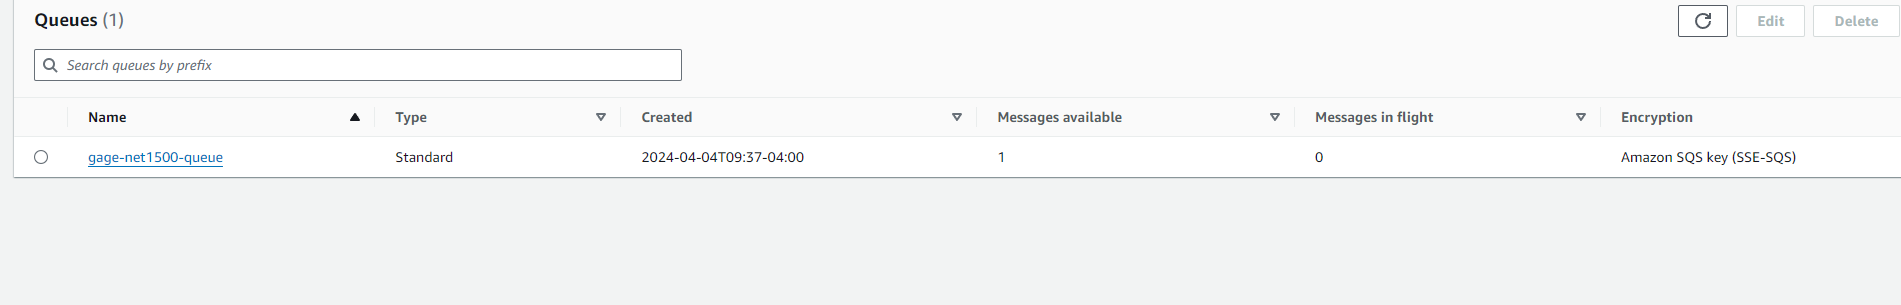 Queues (1)
Edit
Delete
Search queues by prefix
Name Type Created Messages available Messages in flight Encryption
gage-net1500-queue Standard 2024-04-04T09:37-04:00 1 0 Amazon SQS key (SSE-SQS)